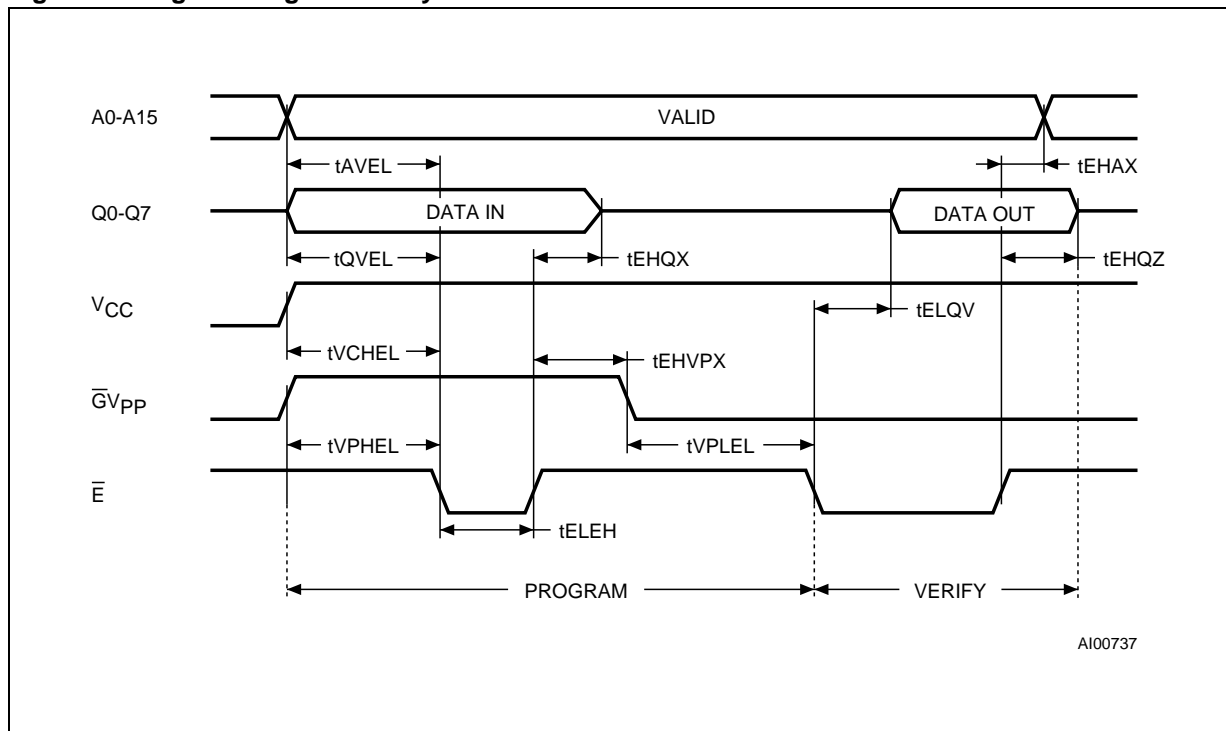 A0-A15
VALID
tAVEL
tEHAX
Q0-Q7
DATA IN
DATA OUT
tQVEL
tEHQX
tEHQZ
VCC
tELQV
tVCHEL
tEHVPX
G̅VPP
tVPHEL
tVPLEL
E̅
tELEH
PROGRAM
VERIFY
AI00737